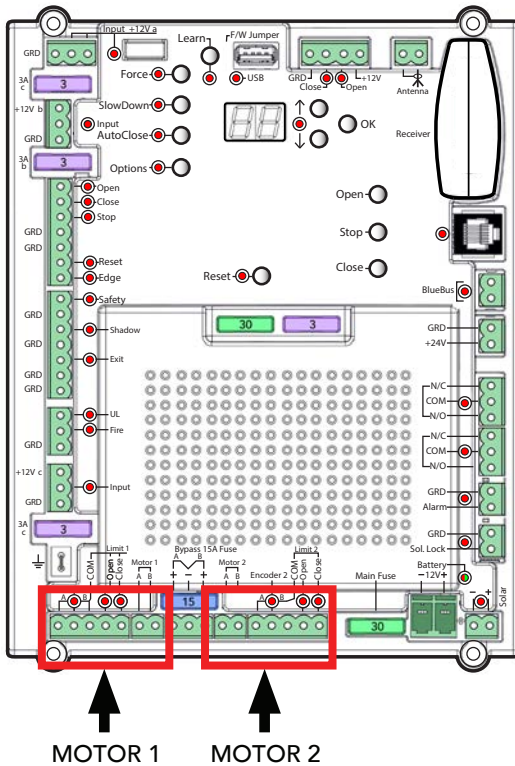 Input +12V a
Learn
F/W Jumper
GRD
Force
USB
GRD
+12V
Close
Open
Antenna
3A
c
3
SlowDown
+12V b
Input
AutoClose
OK
Receiver
GRD
3A
b
3
Options
Open
Close
Stop
Open
GRD
Stop
GRD
Reset
Edge
Reset
Close
Safety
BlueBus
GRD
Shadow
30
3
GRD
+24V
Exit
GRD
GRD
N/C
COM
N/O
UL
Fire
GRD
N/C
COM
N/O
+12V c
Input
GRD
GRD
Alarm
3A
c
3
GRD
Sol. Lock
Limit 1
COM
Open
Close
Motor 1
A B
Bypass 15A Fuse
A B
+ − +
Motor 2
A B
Encoder 2
Limit 2
COM
Open
Close
Main Fuse
Battery
−12V+
− +
Solar
A B
15
A B
30
MOTOR 1 MOTOR 2